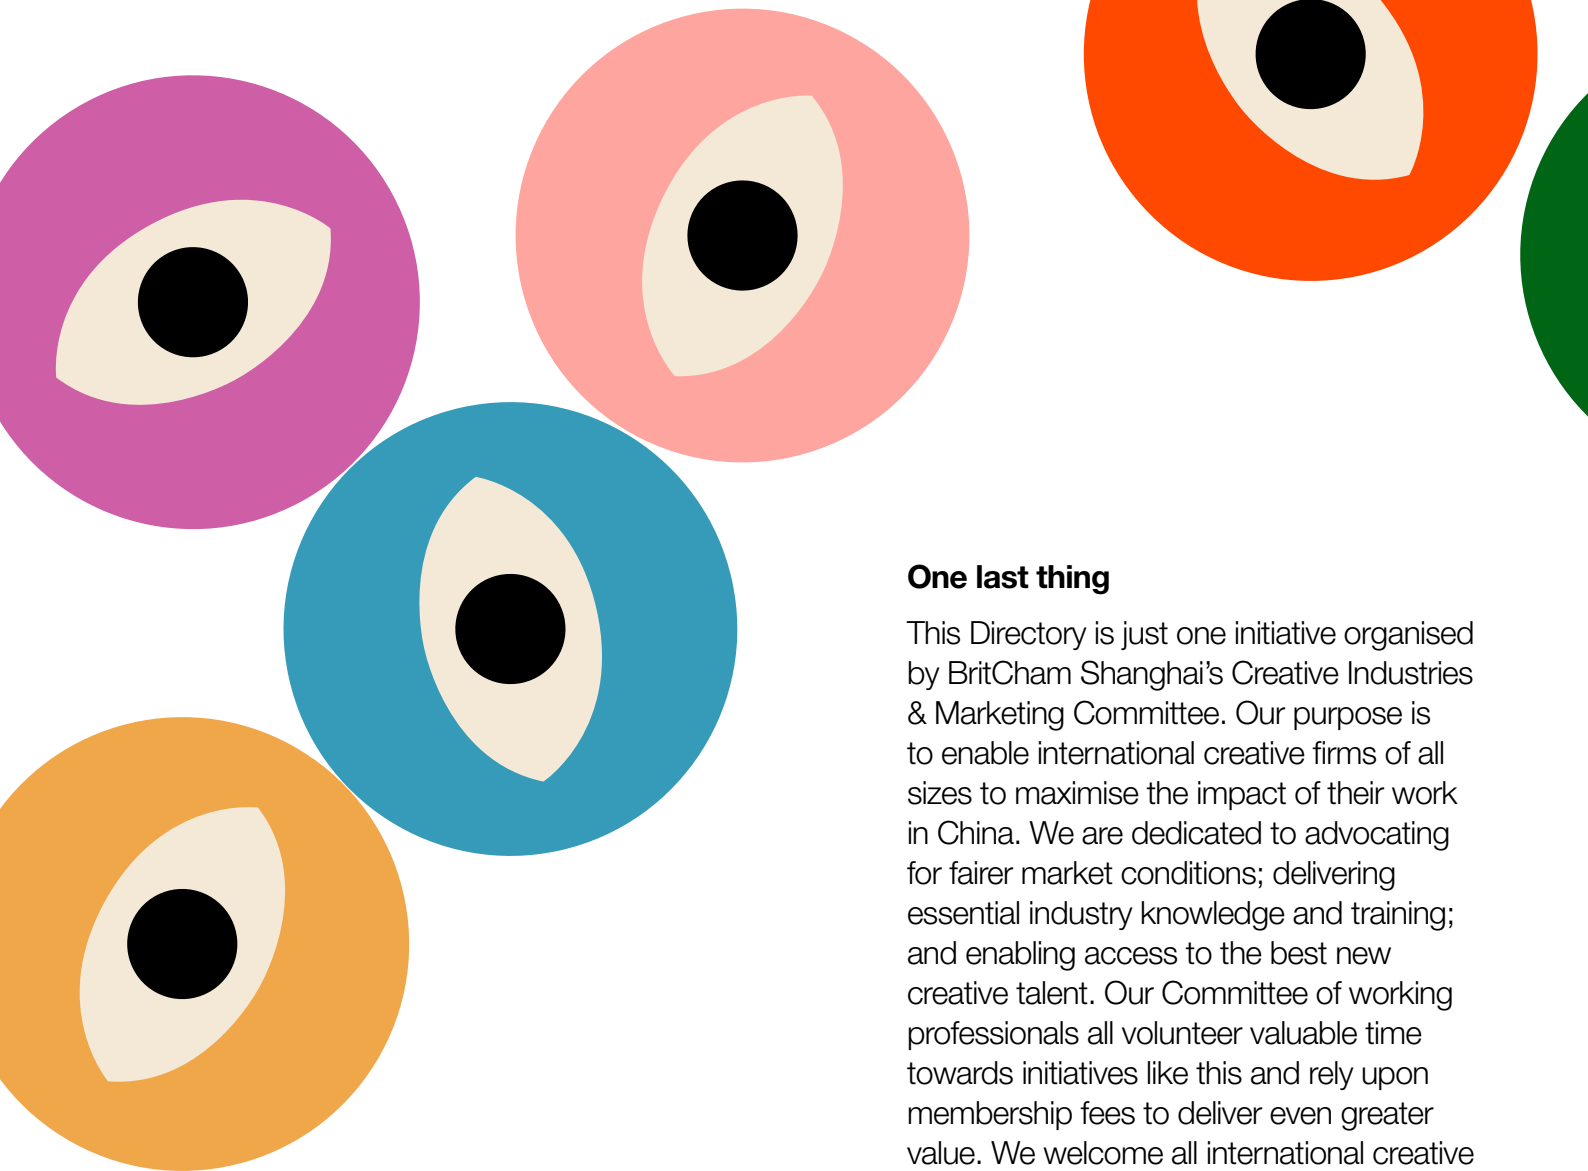 One last thing
This Directory is just one initiative organised
by BritCham Shanghai’s Creative Industries
& Marketing Committee. Our purpose is
to enable international creative firms of all
sizes to maximise the impact of their work
in China. We are dedicated to advocating
for fairer market conditions; delivering
essential industry knowledge and training;
and enabling access to the best new
creative talent. Our Committee of working
professionals all volunteer valuable time
towards initiatives like this and rely upon
membership fees to deliver even greater
value. We welcome all international creative